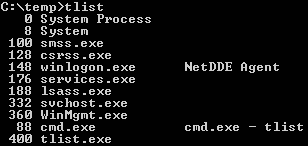 C:\temp>tlist
0 System Process
8 System
100 smss.exe
128 csrss.exe
148 winlogon.exe NetDDE Agent
176 services.exe
188 lsass.exe
332 svchost.exe
360 WinMgmt.exe
88 cmd.exe cmd.exe - tlist
400 tlist.exe